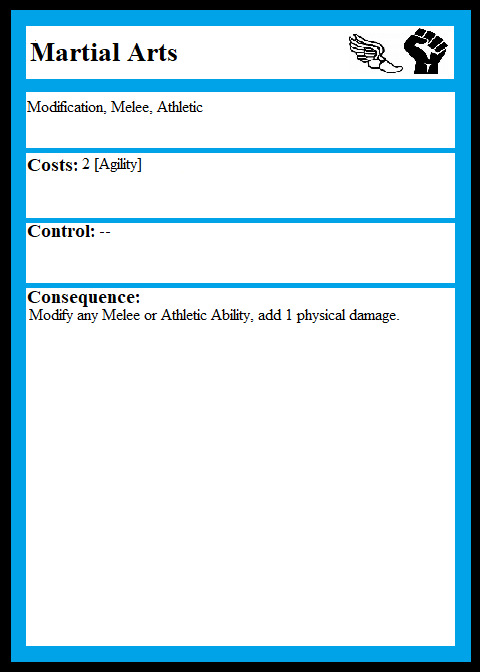 Martial Arts
Modification, Melee, Athletic
Costs: 2 [Agility]
Control: --
Consequence:
Modify any Melee or Athletic Ability, add 1 physical damage.